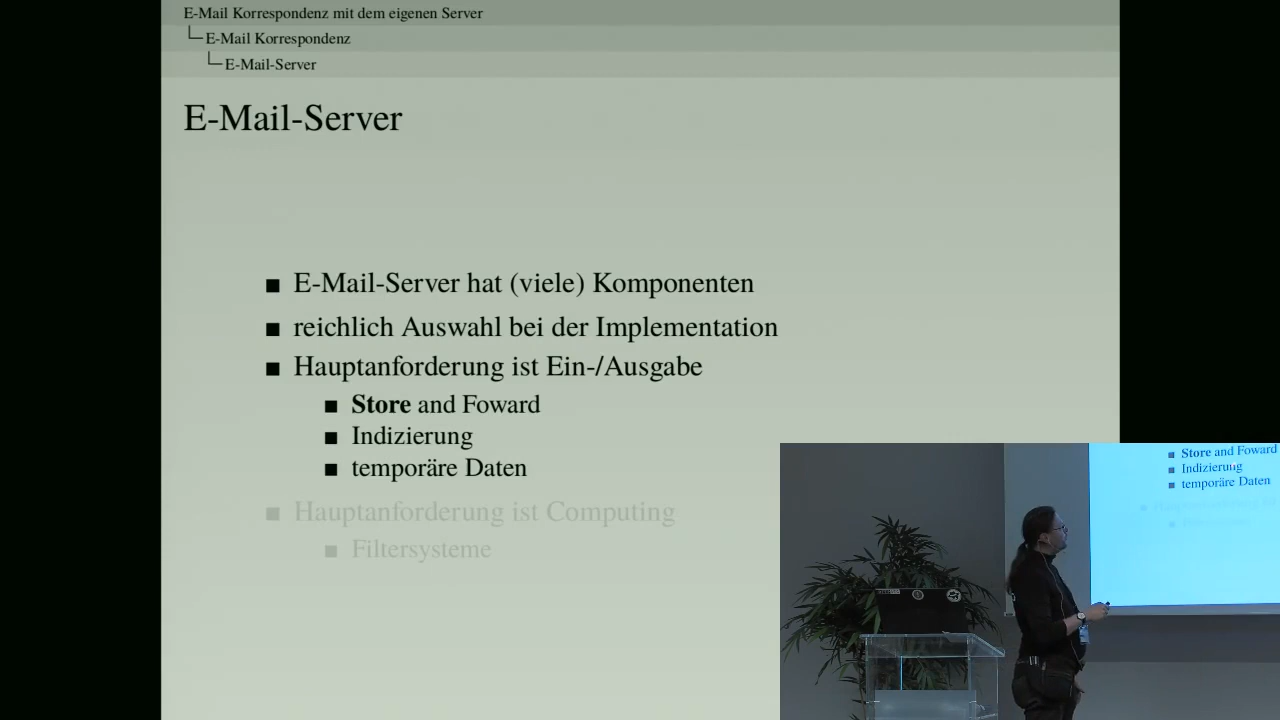 E-Mail Korrespondenz mit dem eigenen Server
E-Mail Korrespondenz
E-Mail-Server
E-Mail-Server
E-Mail-Server hat (viele) Komponenten
reichlich Auswahl bei der Implementation
Hauptanforderung ist Ein-/Ausgabe
Store and Foward
Indizierung
temporäre Daten
Hauptanforderung ist Computing
Filtersysteme
Store and Foward
Indizierung
temporäre Daten